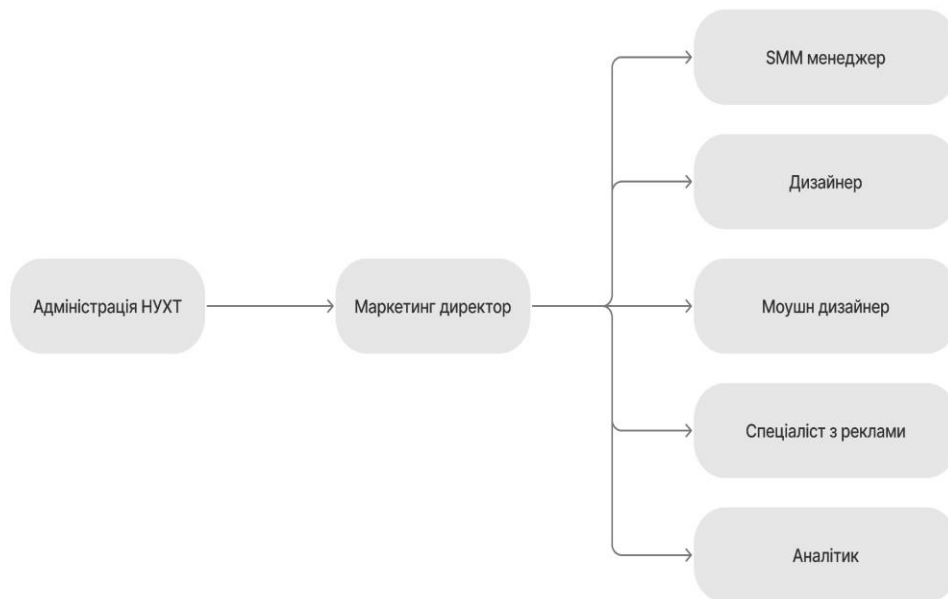 Адміністрація НУХТ
Маркетинг директор
SMM менеджер
Дизайнер
Моушн дизайнер
Спеціаліст з реклами
Аналітик